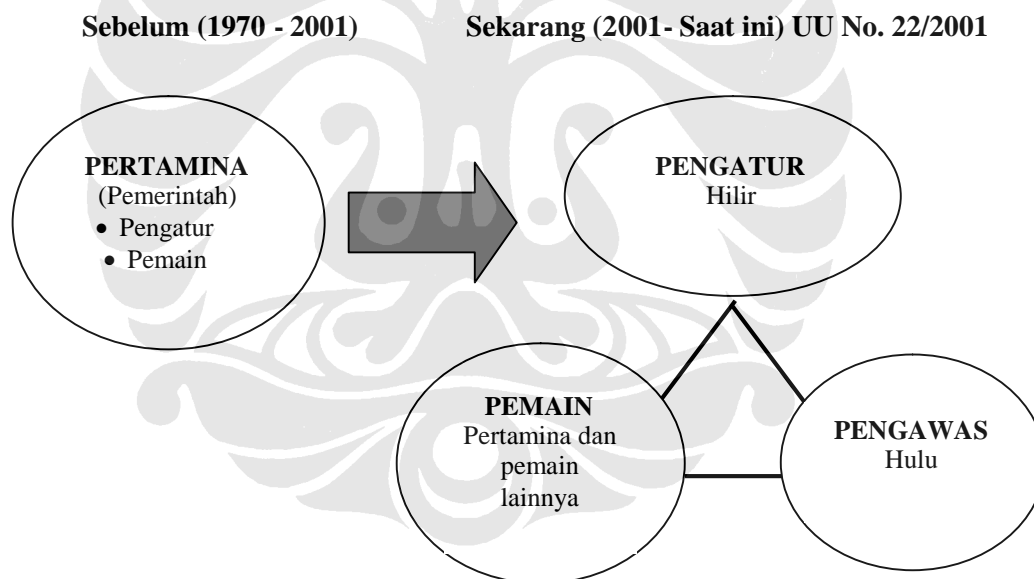 Sebelum (1970 - 2001)
Sekarang (2001- Saat ini) UU No. 22/2001
PERTAMINA
(Pemerintah)
• Pengatur
• Pemain
PENGATUR
Hilir
PEMAIN
Pertamina dan
pemain
lainnya
PENGAWAS
Hulu